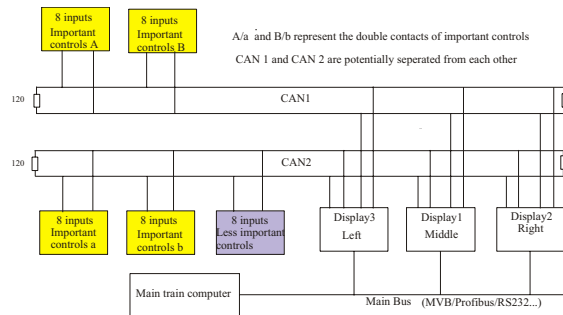 8 inputs
Important
controls A
8 inputs
Important
controls B
A/a and B/b represent the double contacts of important controls
CAN 1 and CAN 2 are potentially seperated from each other
120
CAN1
120
CAN2
8 inputs
Important
controls a
8 inputs
Important
controls b
8 inputs
Less important
controls
Display3
Left
Display1
Middle
Display2
Right
Main train computer
Main Bus (MVB/Profibus/RS232...)